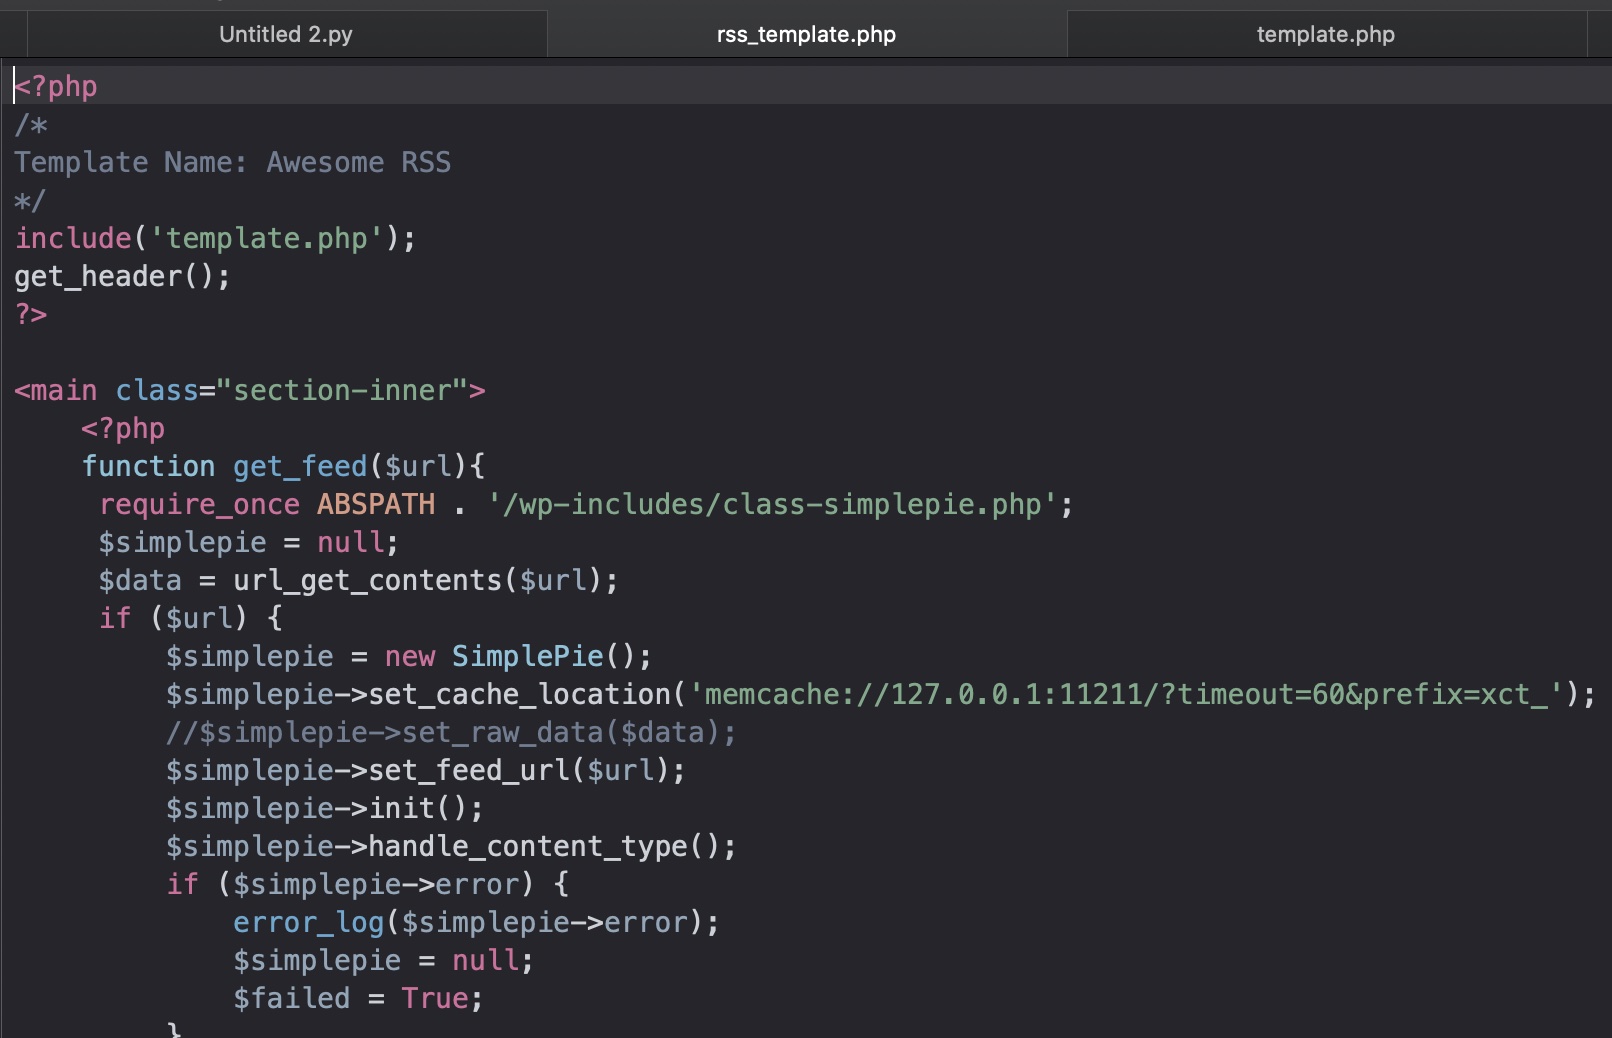 Untitled 2.py
rss_template.php
template.php
<?php
/*
Template Name: Awesome RSS
*/
include('template.php');
get_header();
?>
<main class="section-inner">
<?php
function get_feed($url){
require_once ABSPATH . '/wp-includes/class-simplepie.php';
$simplepie = null;
$data = url_get_contents($url);
if ($url) {
$simplepie = new SimplePie();
$simplepie->set_cache_location('memcache://127.0.0.1:11211/?timeout=60&prefix=xct_');
//$simplepie->set_raw_data($data);
$simplepie->set_feed_url($url);
$simplepie->init();
$simplepie->handle_content_type();
if ($simplepie->error) {
error_log($simplepie->error);
$simplepie = null;
$failed = True;
}